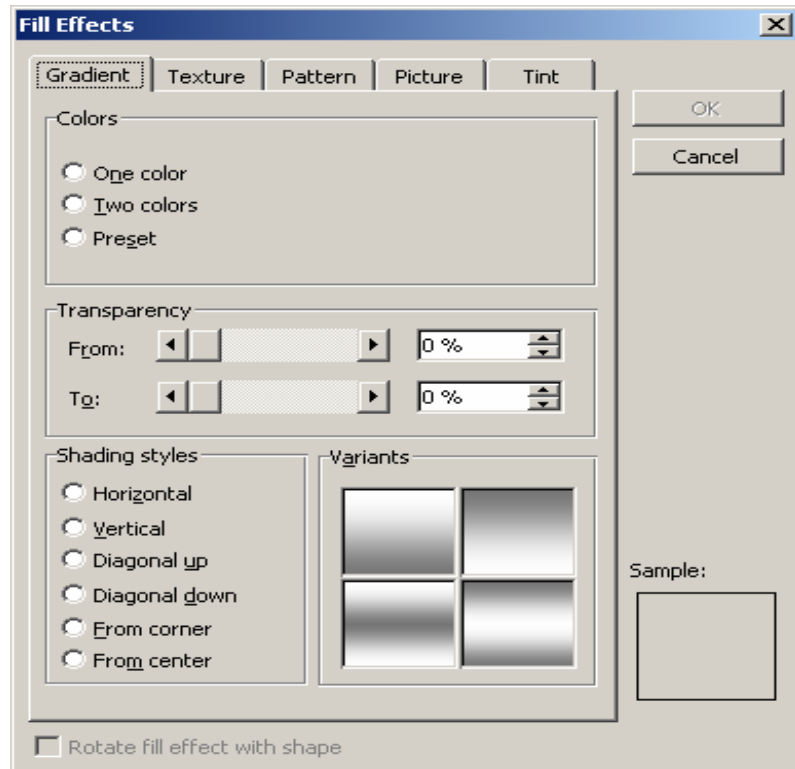 Fill Effects
Gradient Texture Pattern Picture Tint
OK
Cancel
Colors
One color
Two colors
Preset
Transparency
From: 0 %
To: 0 %
Shading styles
Horizontal
Vertical
Diagonal up
Diagonal down
From corner
From center
Variants
Sample:
Rotate fill effect with shape